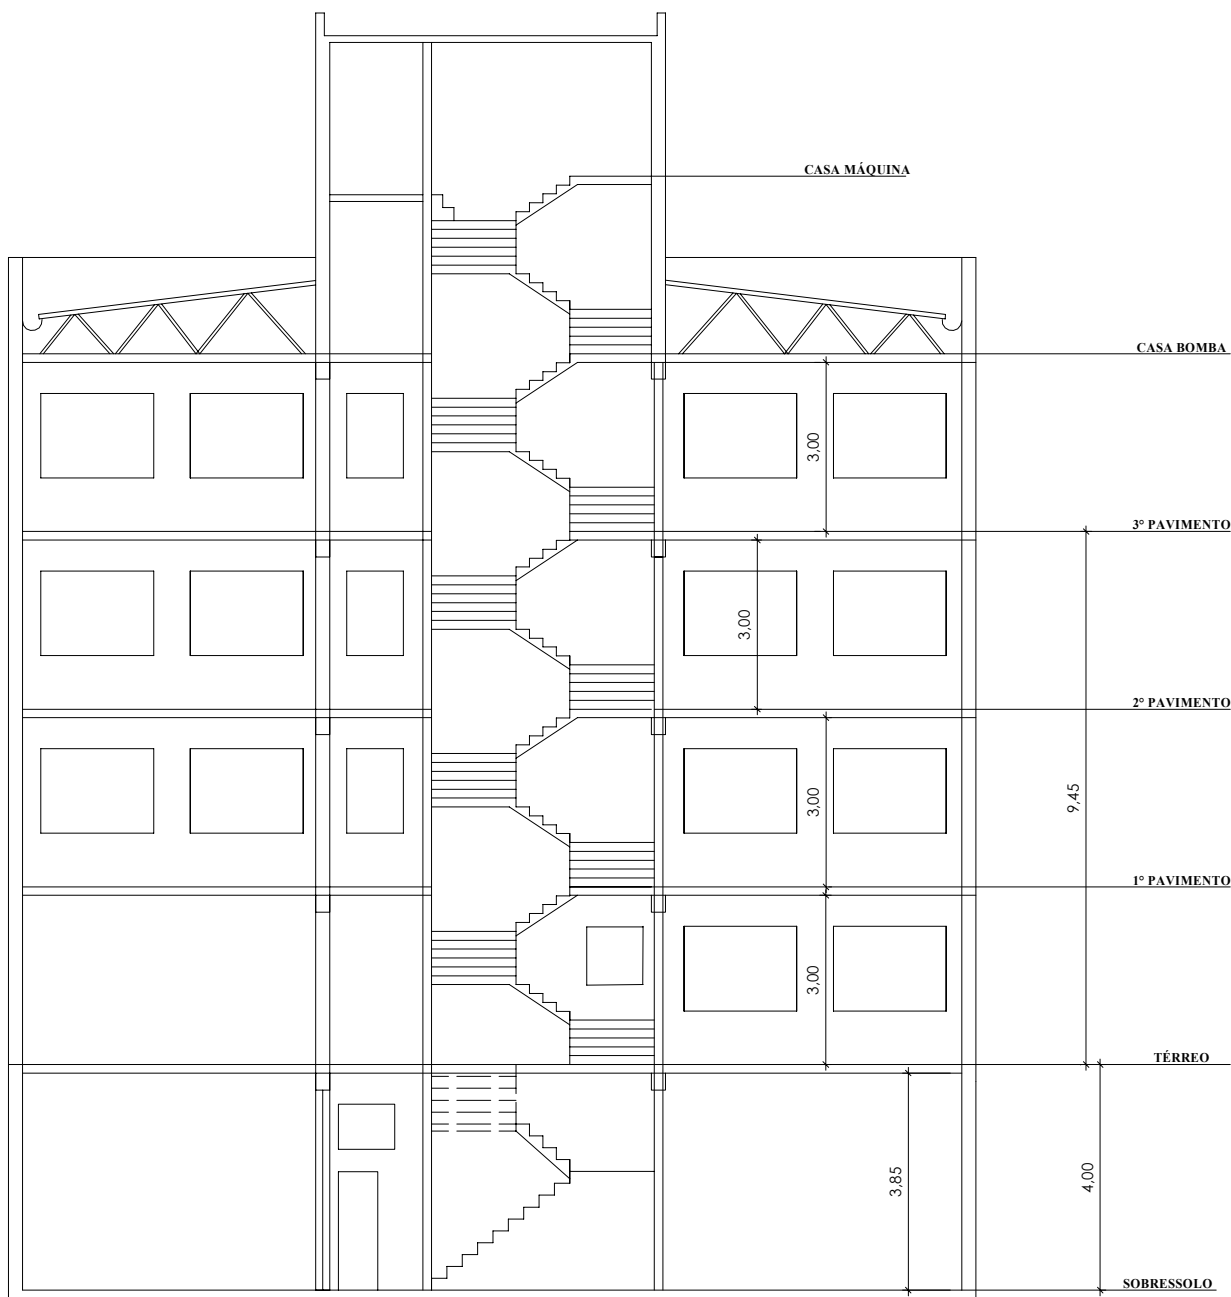 CASA MÁQUINA
CASA BOMBA
3,00
3° PAVIMENTO
3,00
2° PAVIMENTO
3,00
9,45
1° PAVIMENTO
3,00
TÉRREO
3,85
4,00
SOBRESSOLO